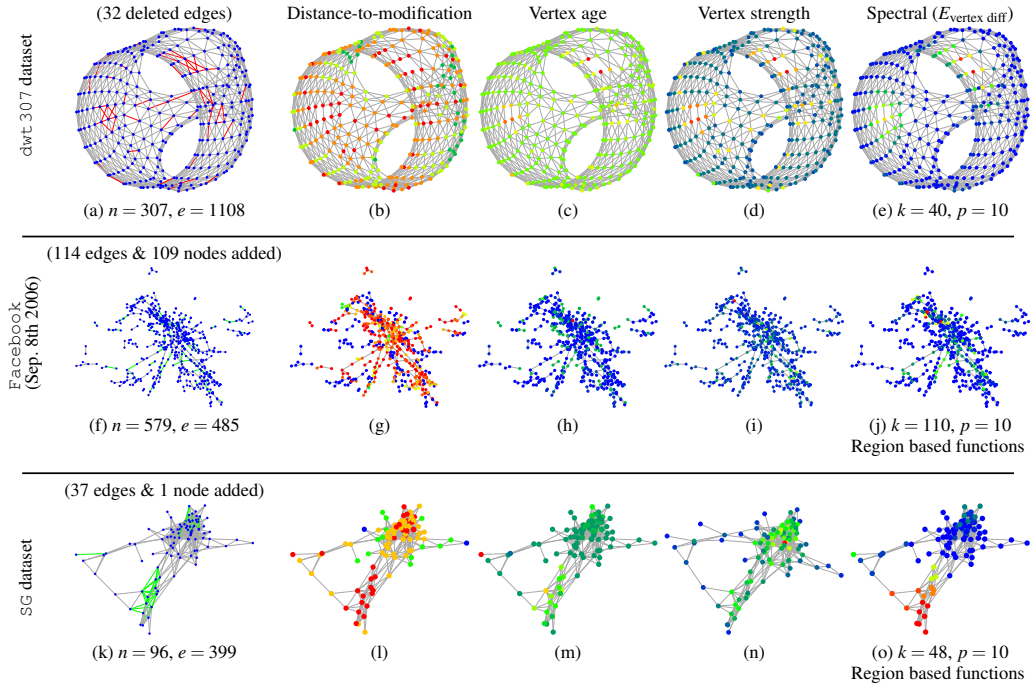 (32 deleted edges) Distance-to-modification Vertex age Vertex strength Spectral (E_vertex diff)
dwt 307 dataset
(a) n = 307, e = 1108 (b) (c) (d) (e) k = 40, p = 10
(114 edges & 109 nodes added)
Facebook
(Sep. 8th 2006)
(f) n = 579, e = 485 (g) (h) (i) (j) k = 110, p = 10
Region based functions
(37 edges & 1 node added)
SG dataset
(k) n = 96, e = 399 (l) (m) (n) (o) k = 48, p = 10
Region based functions